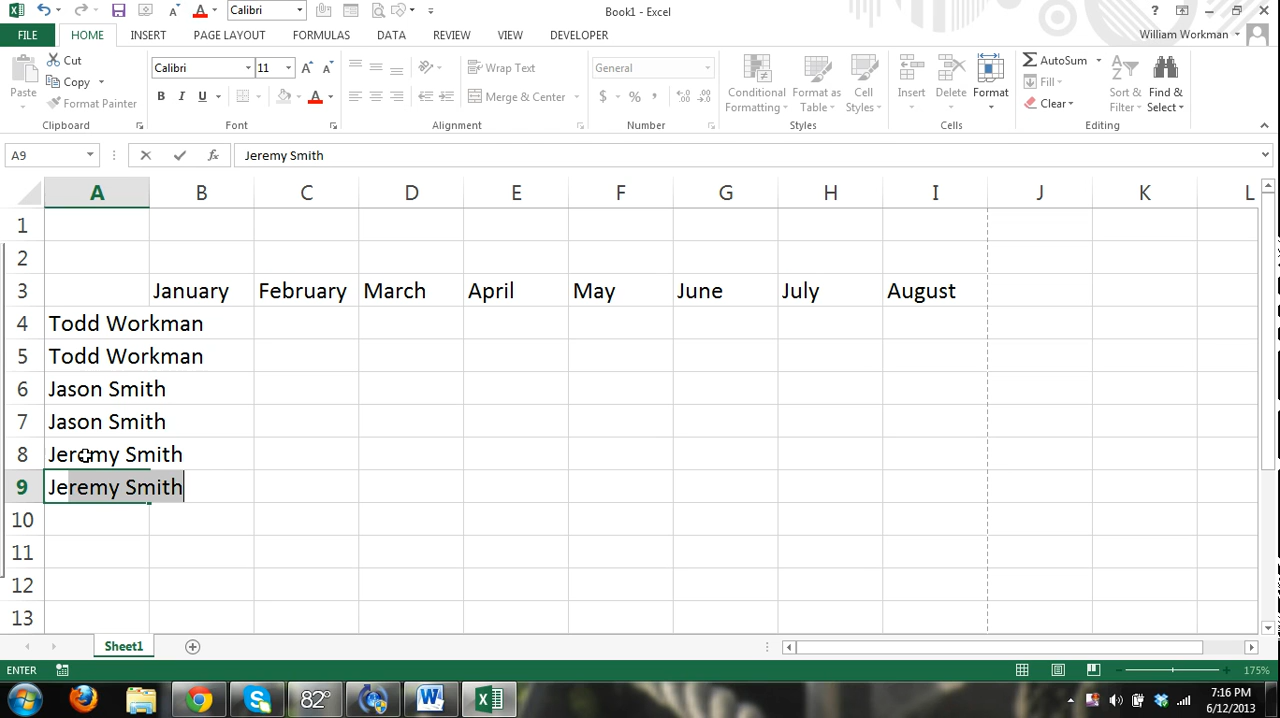 Calibri
Book1 - Excel
?
FILE
HOME
INSERT
PAGE LAYOUT
FORMULAS
DATA
REVIEW
VIEW
DEVELOPER
William Workman
Paste
Cut
Copy
Format Painter
Clipboard
Calibri
11
B I U
Font
Wrap Text
Merge & Center
Alignment
General
$ % ,
Number
Conditional Formatting
Format as Table
Cell Styles
Styles
Insert
Delete
Format
Cells
AutoSum
Fill
Clear
Sort & Filter
Find & Select
Editing
A9
fx
Jeremy Smith
A B C D E F G H I J K L
1
2
3 January February March April May June July August
4 Todd Workman
5 Todd Workman
6 Jason Smith
7 Jason Smith
8 Jeremy Smith
9 Jeremy Smith
10
11
12
13
Sheet1
ENTER
175%
82°
7:16 PM
6/12/2013